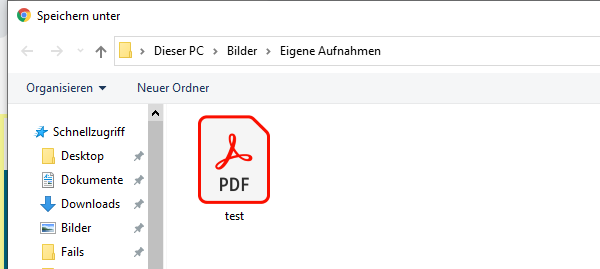 Speichern unter
Dieser PC > Bilder > Eigene Aufnahmen
Organisieren Neuer Ordner
Schnellzugriff
Desktop
Dokumente
Downloads
Bilder
Fails
PDF
test